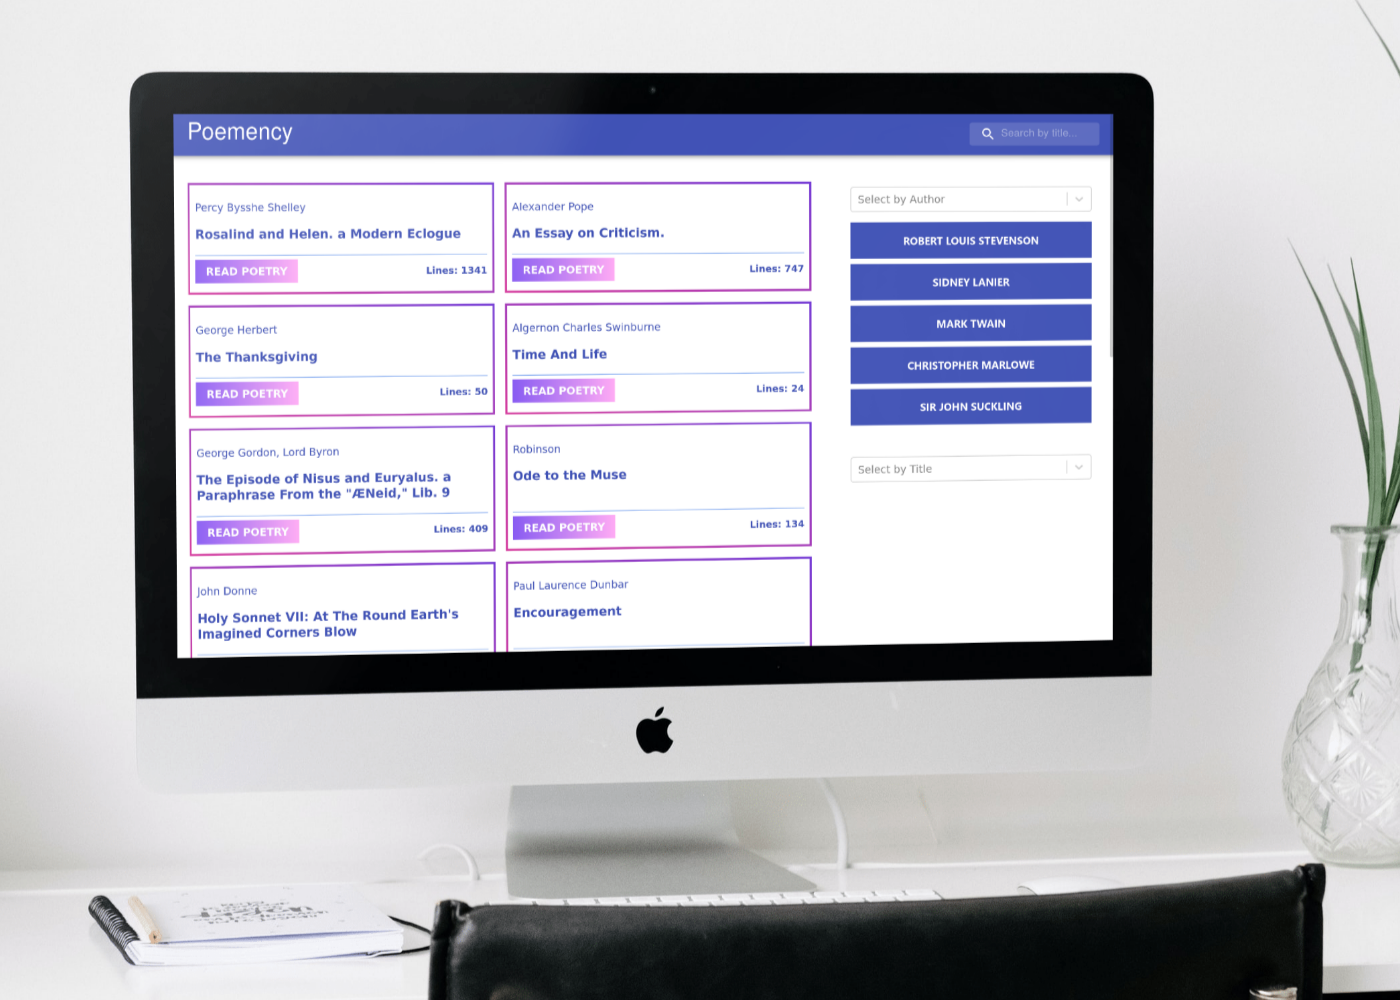 Poemency
Search by title...
Percy Bysshe Shelley
Rosalind and Helen. a Modern Eclogue
READ POETRY
Lines: 1341
Alexander Pope
An Essay on Criticism.
READ POETRY
Lines: 747
George Herbert
The Thanksgiving
READ POETRY
Lines: 50
Algernon Charles Swinburne
Time And Life
READ POETRY
Lines: 24
George Gordon, Lord Byron
The Episode of Nisus and Euryalus. a
Paraphrase From the "ÆNeid," Lib. 9
READ POETRY
Lines: 409
Robinson
Ode to the Muse
READ POETRY
Lines: 134
John Donne
Holy Sonnet VII: At The Round Earth's
Imagined Corners Blow
Paul Laurence Dunbar
Encouragement
Select by Author
ROBERT LOUIS STEVENSON
SIDNEY LANIER
MARK TWAIN
CHRISTOPHER MARLOWE
SIR JOHN SUCKLING
Select by Title